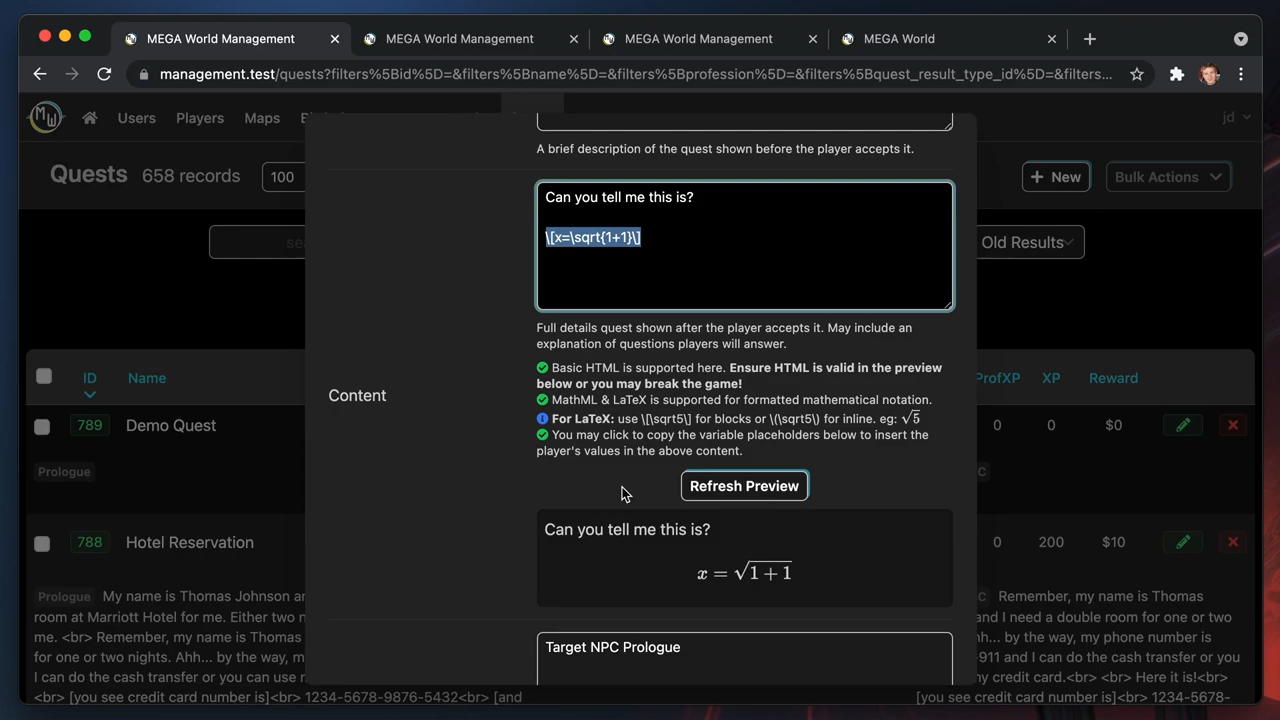 MEGA World Management
MEGA World Management
MEGA World Management
MEGA World
management.test/quests?filters%5Bid%5D=&filters%5Bname%5D=&filters%5Bprofession%5D=&filters%5Bquest_result_type_id%5D=&filters...
MW
Users
Players
Maps
jd
Quests
658 records
100
+ New
Bulk Actions
sea
Old Results
A brief description of the quest shown before the player accepts it.
Can you tell me this is?
\[x=\sqrt{1+1}\]
Full details quest shown after the player accepts it. May include an
explanation of questions players will answer.
Content
Basic HTML is supported here. Ensure HTML is valid in the preview
below or you may break the game!
MathML & LaTeX is supported for formatted mathematical notation.
For LaTeX: use \[\sqrt5\] for blocks or \(\sqrt5\) for inline. eg: √5
You may click to copy the variable placeholders below to insert the
player's values in the above content.
Refresh Preview
Can you tell me this is?
x = √1 + 1
Target NPC Prologue
ID
Name
ProfXP
XP
Reward
789
Demo Quest
0
0
$0
Prologue
C
788
Hotel Reservation
0
200
$10
Prologue My name is Thomas Johnson an
room at Marriott Hotel for me. Either two n
me. <br> Remember, my name is Thomas
for one or two nights. Ahh... by the way, m
I can do the cash transfer or you can use m
<br> [you see credit card number is]<br> 1234-5678-9876-5432<br> [and
C Remember, my name is Thomas
and I need a double room for one or two
hh... by the way, my phone number is
-911 and I can do the cash transfer or you
ny credit card.<br> <br> Here it is!<br>
[you see credit card number is]<br> 1234-5678-